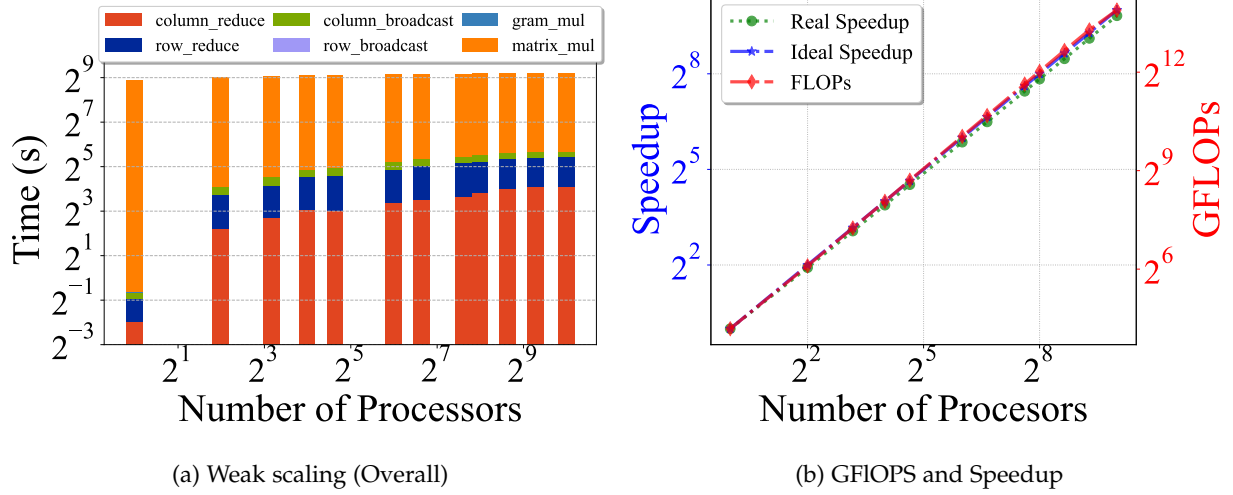 column_reduce column_broadcast gram_mul
row_reduce row_broadcast matrix_mul
2^9
2^7
2^5
2^3
2^1
2^−1
2^−3
Time (s)
2^1 2^3 2^5 2^7 2^9
Number of Processors
(a) Weak scaling (Overall)
Real Speedup
Ideal Speedup
FLOPs
2^8
2^5
2^2
Speedup
2^12
2^9
2^6
GFLOPs
2^2 2^5 2^8
Number of Procesors
(b) GFlOPS and Speedup